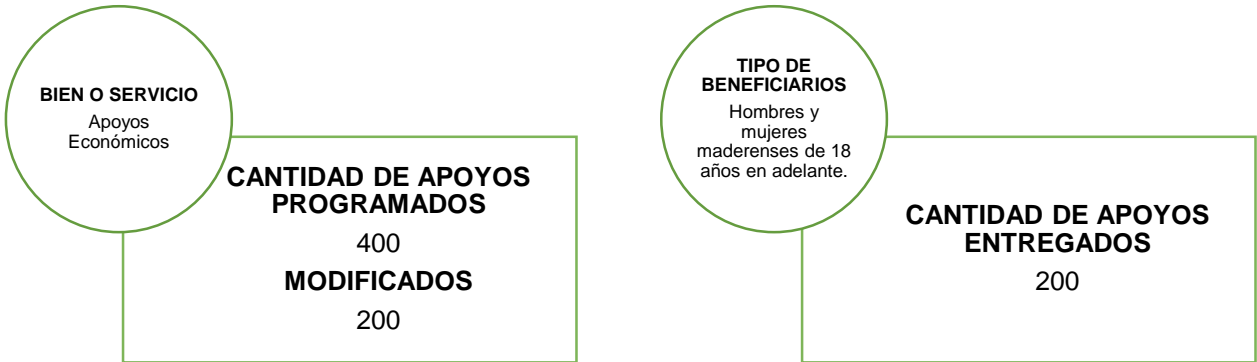 BIEN O SERVICIO
Apoyos
Económicos
CANTIDAD DE APOYOS
PROGRAMADOS
400
MODIFICADOS
200
TIPO DE
BENEFICIARIOS
Hombres y
mujeres
maderenses de 18
años en adelante.
CANTIDAD DE APOYOS
ENTREGADOS
200